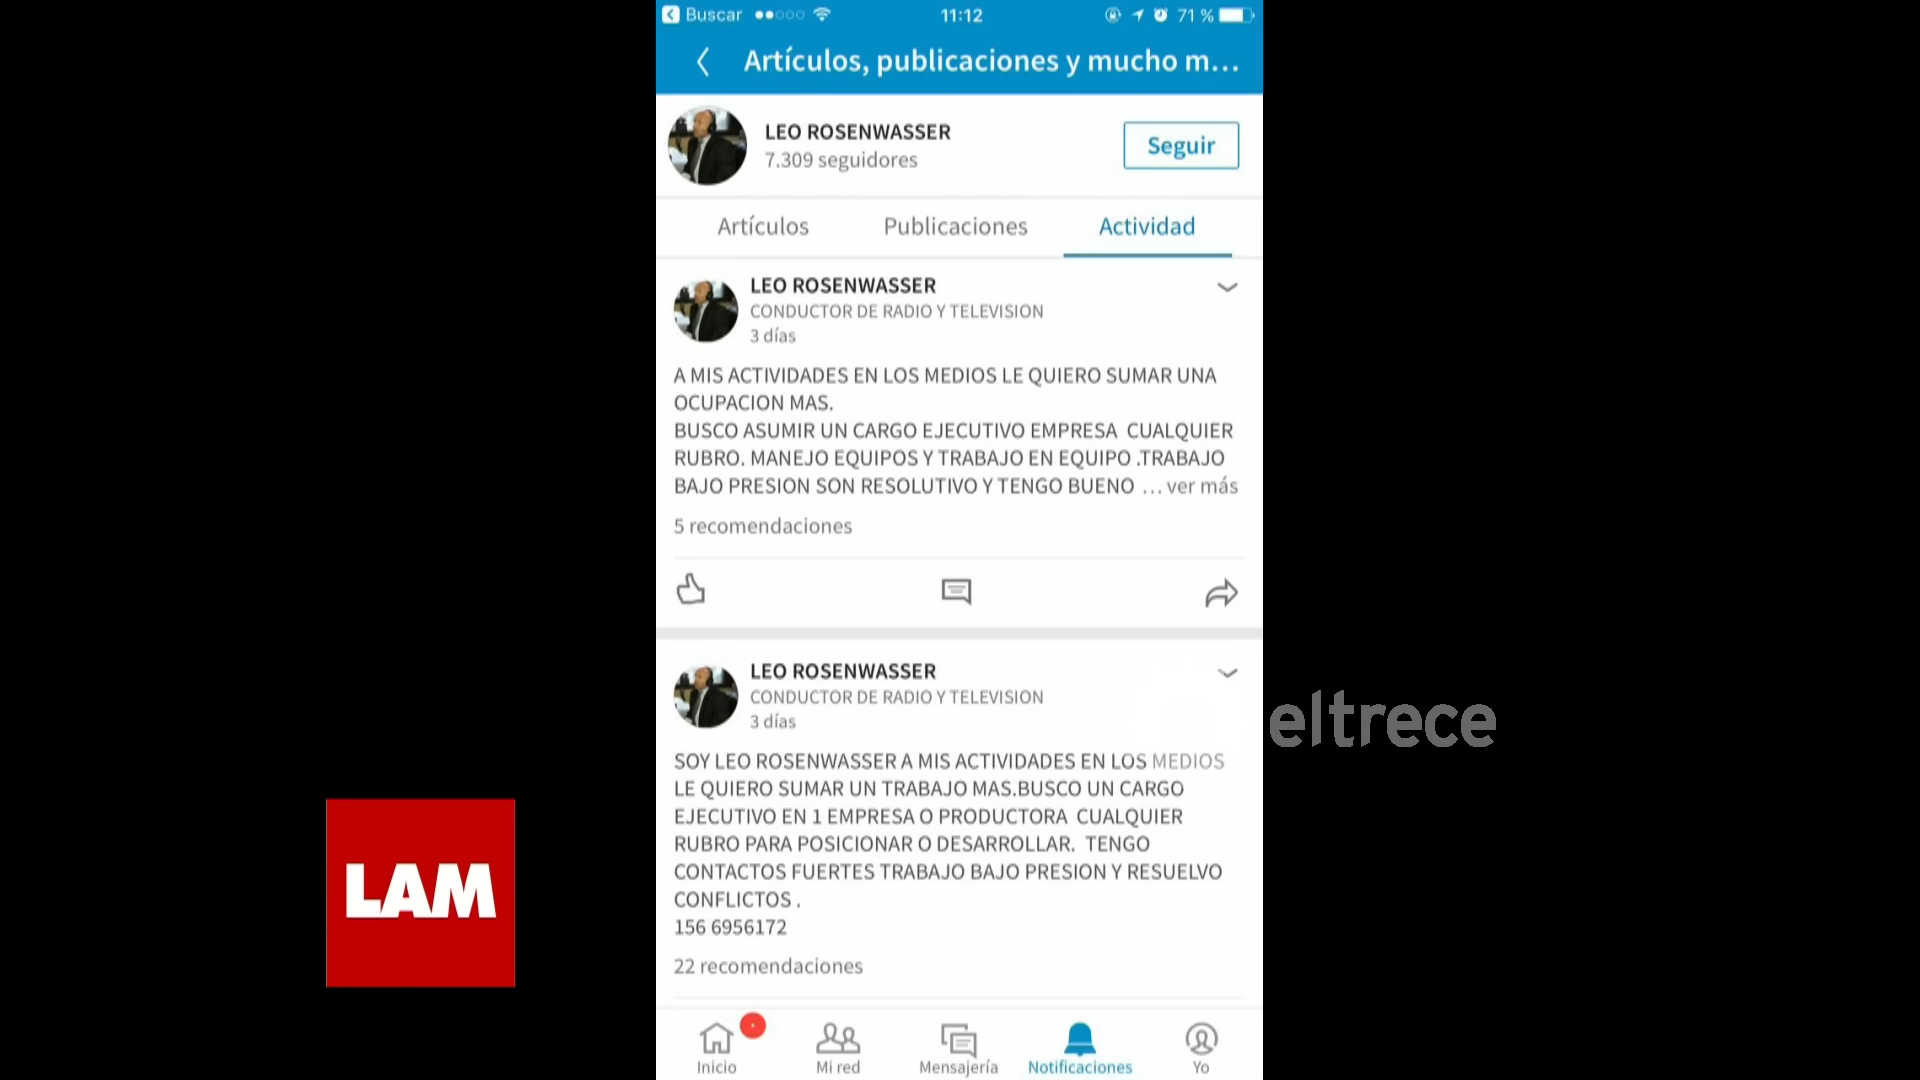 Buscar
11:12
71 %
Artículos, publicaciones y mucho m...
LEO ROSENWASSER
7.309 seguidores
Seguir
Artículos
Publicaciones
Actividad
LEO ROSENWASSER
CONDUCTOR DE RADIO Y TELEVISION
3 días
A MIS ACTIVIDADES EN LOS MEDIOS LE QUIERO SUMAR UNA
OCUPACION MAS.
BUSCO ASUMIR UN CARGO EJECUTIVO EMPRESA CUALQUIER
RUBRO. MANEJO EQUIPOS Y TRABAJO EN EQUIPO .TRABAJO
BAJO PRESION SON RESOLUTIVO Y TENGO BUENO ... ver más
5 recomendaciones
LEO ROSENWASSER
CONDUCTOR DE RADIO Y TELEVISION
3 días
eltrece
SOY LEO ROSENWASSER A MIS ACTIVIDADES EN LOS MEDIOS
LE QUIERO SUMAR UN TRABAJO MAS.BUSCO UN CARGO
EJECUTIVO EN 1 EMPRESA O PRODUCTORA CUALQUIER
RUBRO PARA POSICIONAR O DESARROLLAR. TENGO
CONTACTOS FUERTES TRABAJO BAJO PRESION Y RESUELVO
CONFLICTOS .
156 6956172
22 recomendaciones
LAM
Inicio
Mi red
Mensajería
Notificaciones
Yo